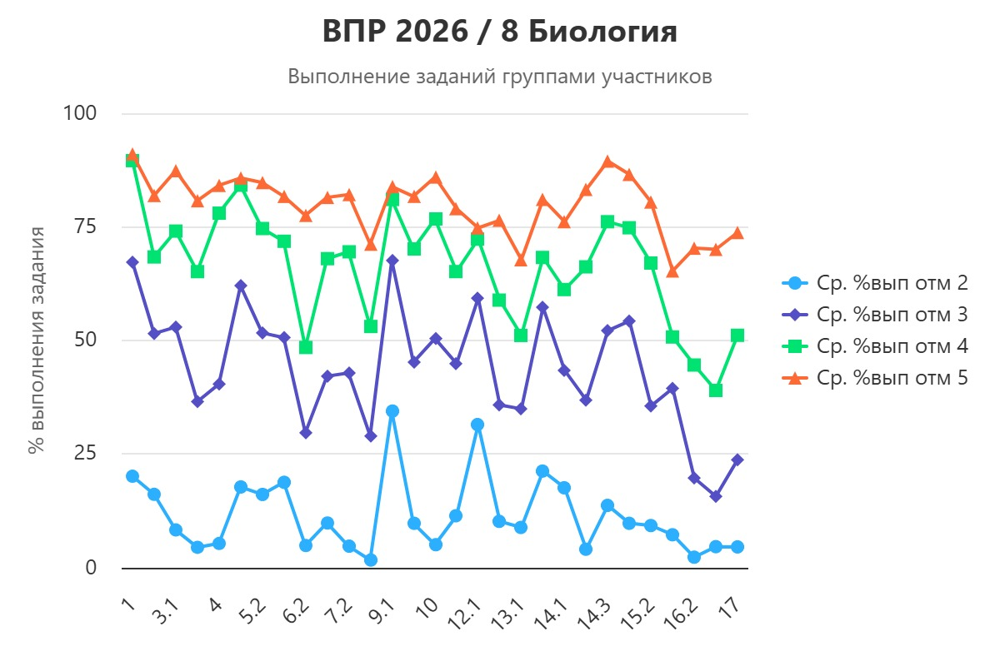 ВПР 2026 / 8 Биология
Выполнение заданий группами участников
% выполнения задания
100
75
50
25
0
1
3.1
4
5.2
6.2
7.2
9.1
10
12.1
13.1
14.1
14.3
15.2
16.2
17
Ср. %вып отм 2
Ср. %вып отм 3
Ср. %вып отм 4
Ср. %вып отм 5